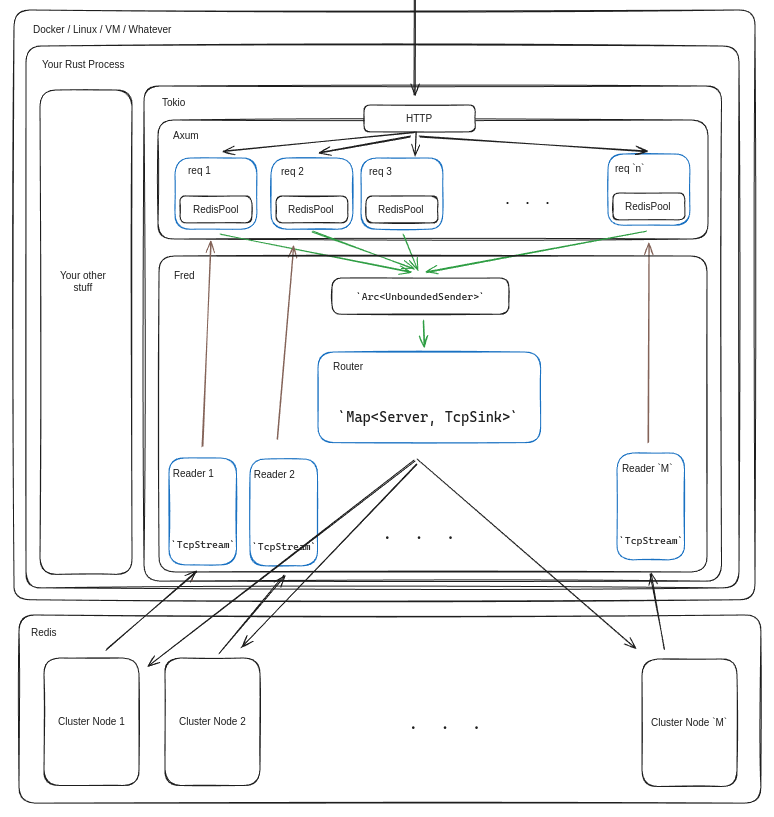 Docker / Linux / VM / Whatever
Your Rust Process
Tokio
HTTP
Axum
req 1
req 2
req 3
req `n`
RedisPool
RedisPool
RedisPool
RedisPool
. . .
Your other
stuff
Fred
`Arc<UnboundedSender>`
Router
`Map<Server, TcpSink>`
Reader 1
Reader 2
Reader `M`
. . .
`TcpStream`
`TcpStream`
`TcpStream`
Redis
Cluster Node 1
Cluster Node 2
. . .
Cluster Node `M`